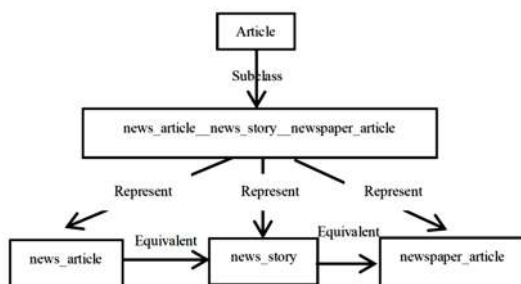 Article
Subclass
news_article__news_story__newspaper_article
Represent Represent Represent
Equivalent Equivalent
news_article news_story newspaper_article